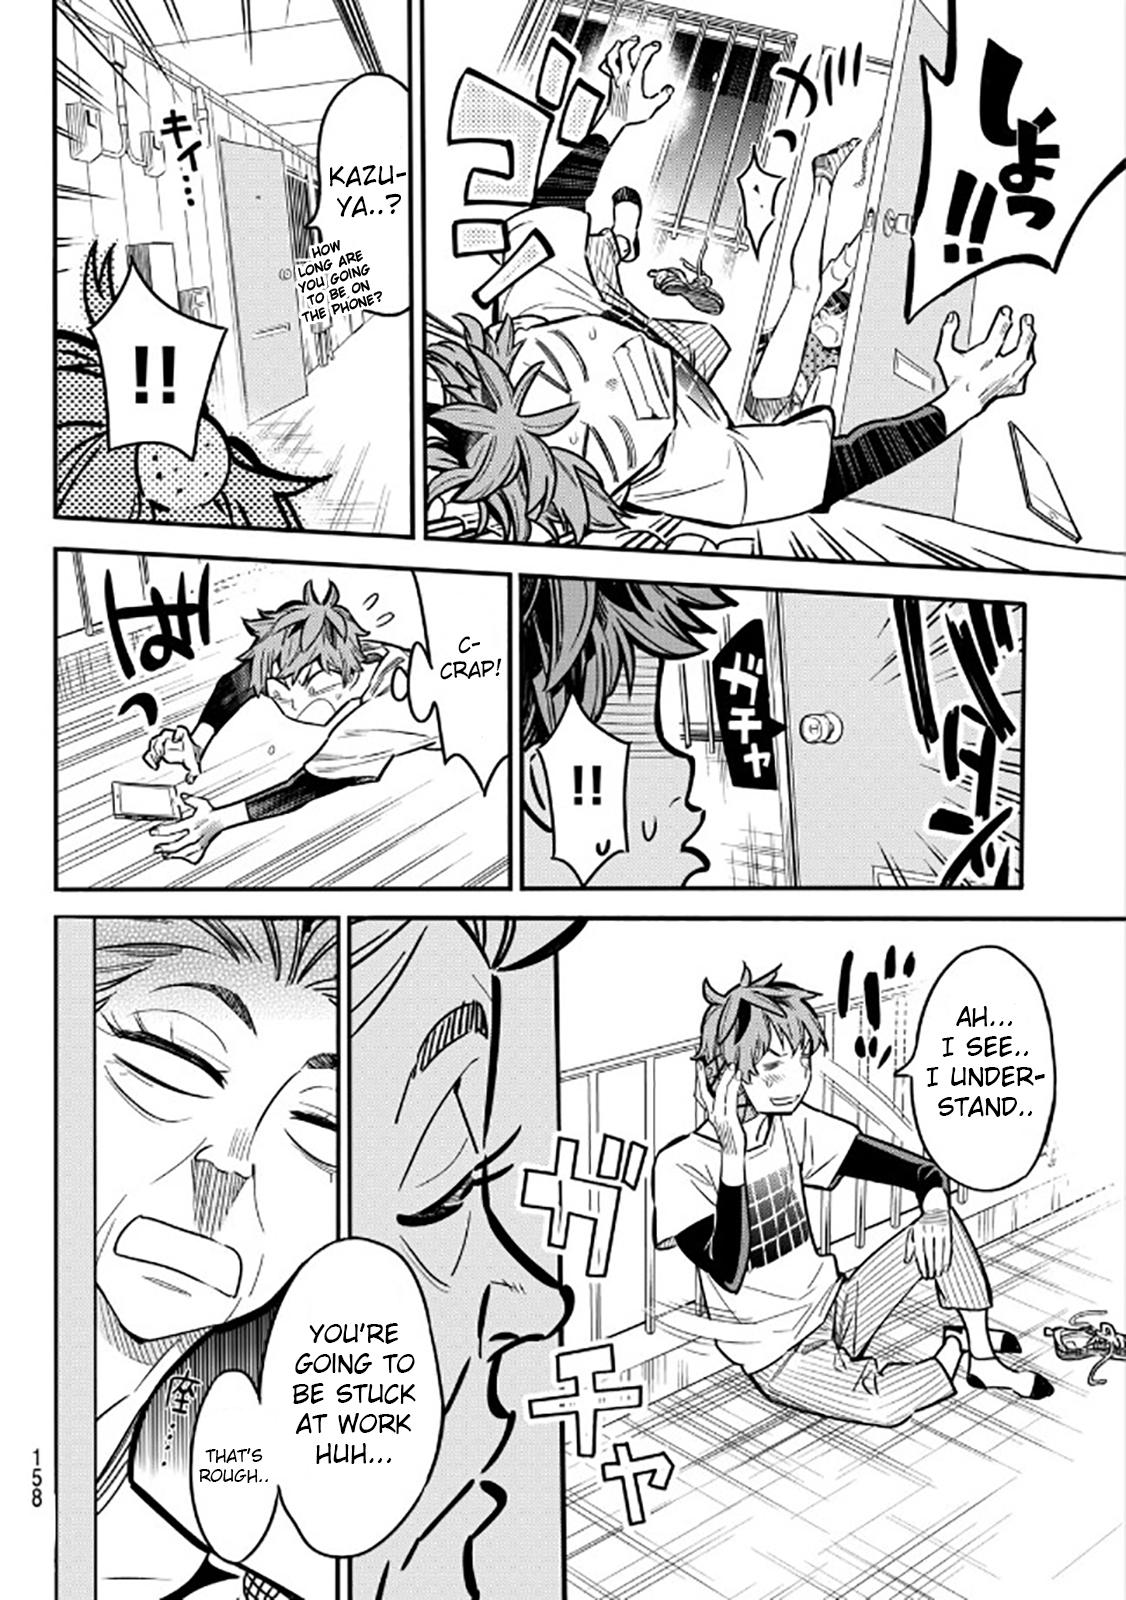 しょっ
!!
ゴンッ!!
キィ…
KAZU-
YA..?
HOW
LONG ARE
YOU GOING
TO BE ON
THE PHONE?
!!
バタン
ガチャ
!!
C-
CRAP!
ばっ
AH...
I SEE..
I UNDER-
STAND..
ガチャ
YOU'RE
GOING TO
BE STUCK
AT WORK
HUH...
THAT'S
ROUGH..
158